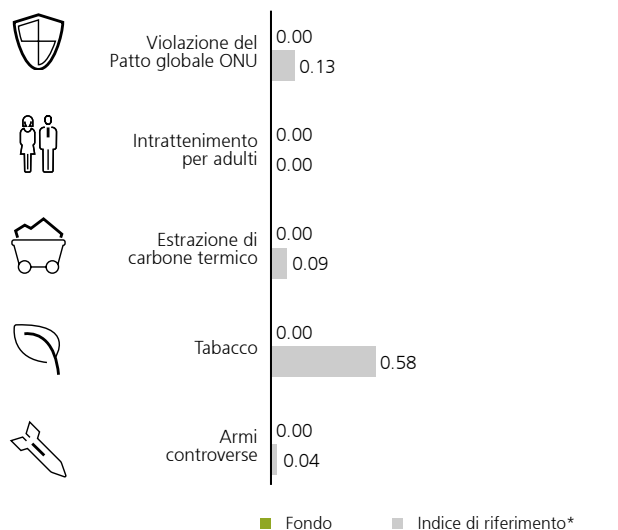 0.00
Violazione del
Patto globale ONU
0.13
0.00
Intrattenimento
per adulti
0.00
0.00
Estrazione di
carbone termico
0.09
0.00
Tabacco
0.58
0.00
Armi
controverse
0.04
Fondo Indice di riferimento*